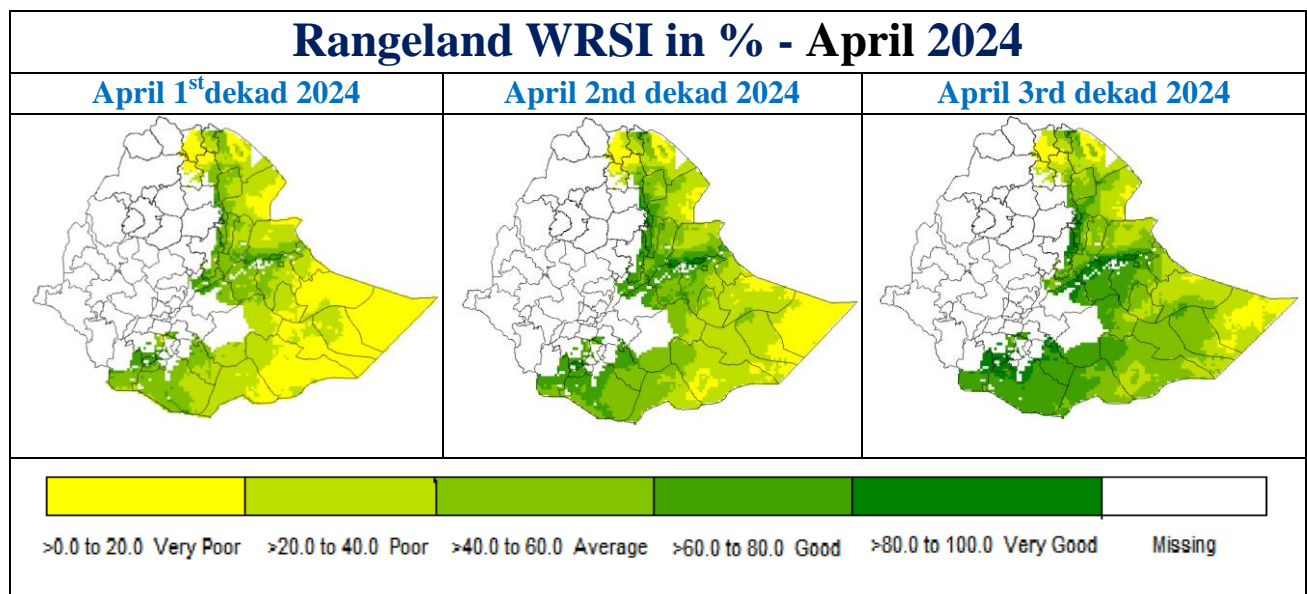 Rangeland WRSI in % - April 2024
April 1stdekad 2024
April 2nd dekad 2024
April 3rd dekad 2024
>0.0 to 20.0 Very Poor
>20.0 to 40.0 Poor
>40.0 to 60.0 Average
>60.0 to 80.0 Good
>80.0 to 100.0 Very Good
Missing